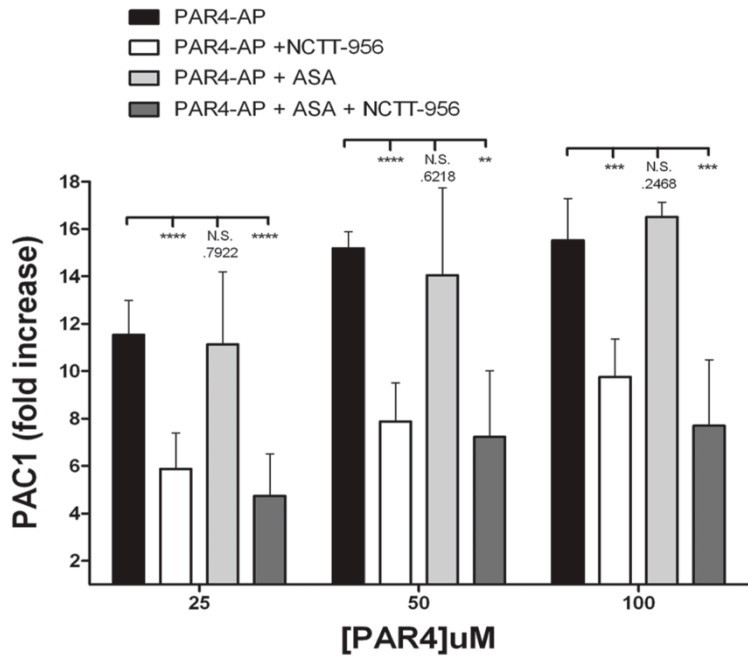 PAR4-AP
PAR4-AP +NCTT-956
PAR4-AP + ASA
PAR4-AP + ASA + NCTT-956
**** N.S. **
.6218
*** N.S. ***
.2468
**** N.S. ****
.7922
18
16
14
12
10
8
6
4
2
PAC1 (fold increase)
25 50 100
[PAR4]uM